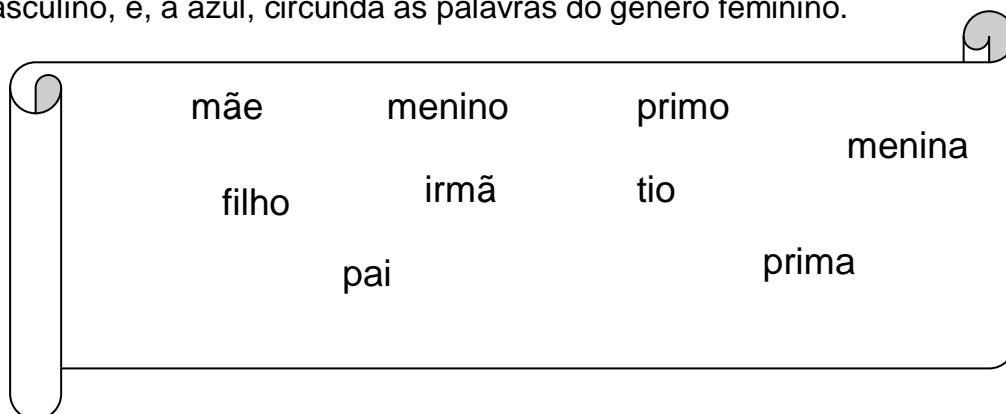 asculino, e, a azul, circunda as palavras do género feminino.
mãe menino primo
menina
filho irmã tio
pai prima